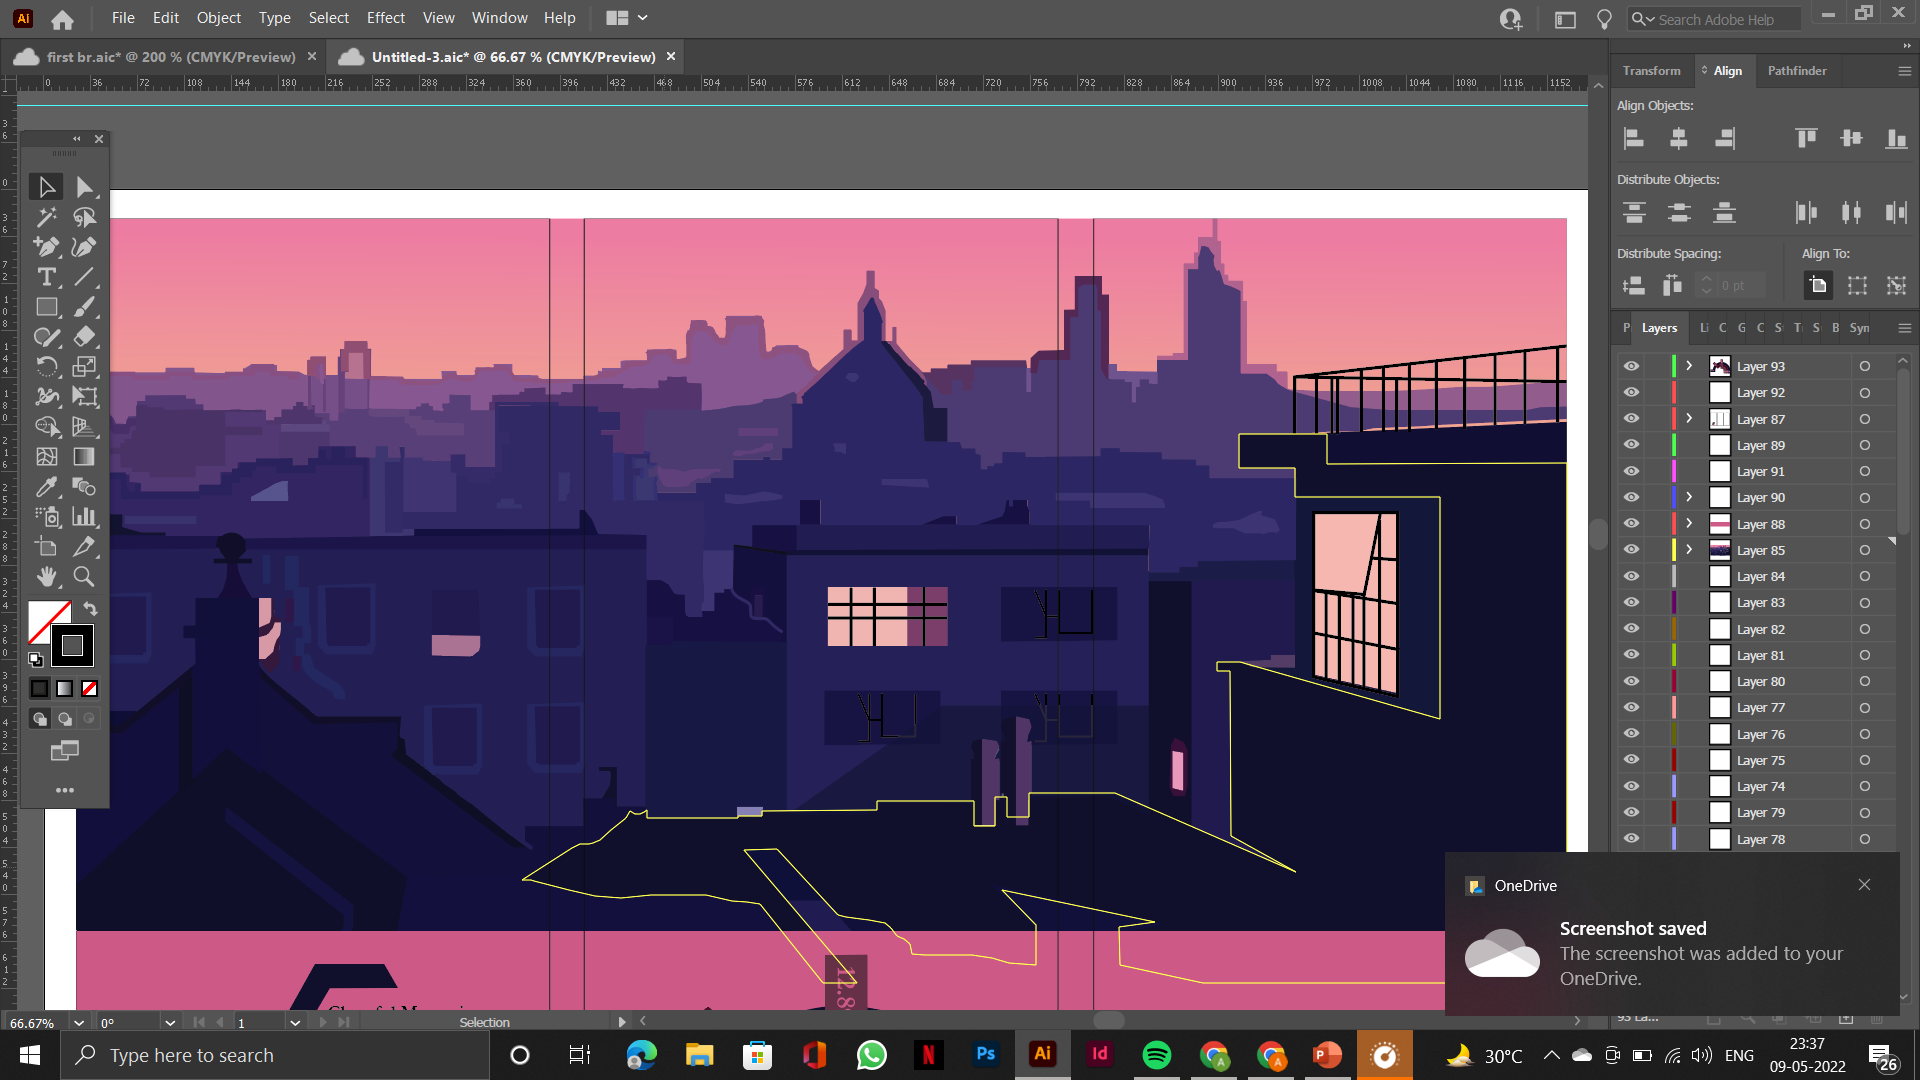 Ai File Edit Object Type Select Effect View Window Help Search Adobe Help
first br.aic* @ 200 % (CMYK/Preview) × Untitled-3.aic* @ 66.67 % (CMYK/Preview) ×
0 36 72 108 144 180 216 252 288 324 360 396 432 468 504 540 576 612 648 684 720 756 792 828 864 900 936 972 1008 1044 1080 1116 1152
Transform Align Pathfinder
Align Objects:
Distribute Objects:
Distribute Spacing: Align To:
0 pt
P Layers Li C G C S T S B Syn
Layer 93
Layer 92
Layer 87
Layer 89
Layer 91
Layer 90
Layer 88
Layer 85
Layer 84
Layer 83
Layer 82
Layer 81
Layer 80
Layer 77
Layer 76
Layer 75
Layer 74
Layer 79
Layer 78
OneDrive
Screenshot saved
The screenshot was added to your
OneDrive.
12.8
66.67% 0° 1 Selection
93 La...
Type here to search
Ps Ai Id
30°C ENG
23:37
09-05-2022
26